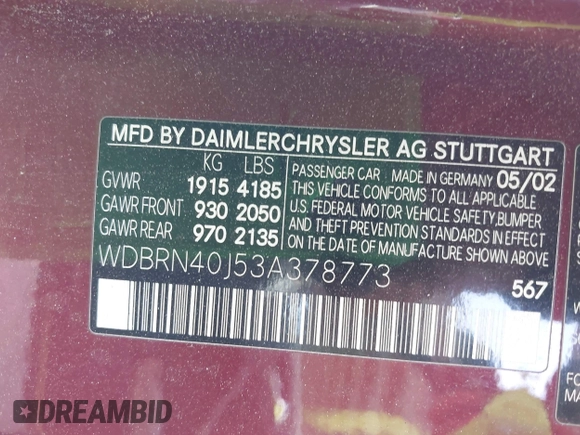 MFD BY DAIMLERCHRYSLER AG STUTTGART
KG LBS
GVWR 1915 4185
GAWR FRONT 930 2050
GAWR REAR 970 2135
PASSENGER CAR MADE IN GERMANY 05/02
THIS VEHICLE CONFORMS TO ALL APPLICABLE
U.S. FEDERAL MOTOR VEHICLE SAFETY, BUMPER
AND THEFT PREVENTION STANDARDS IN EFFECT
ON THE DATE OF MANUFACTURE SHOWN ABOVE
WDBRN40J53A378773
567
DREAMBID